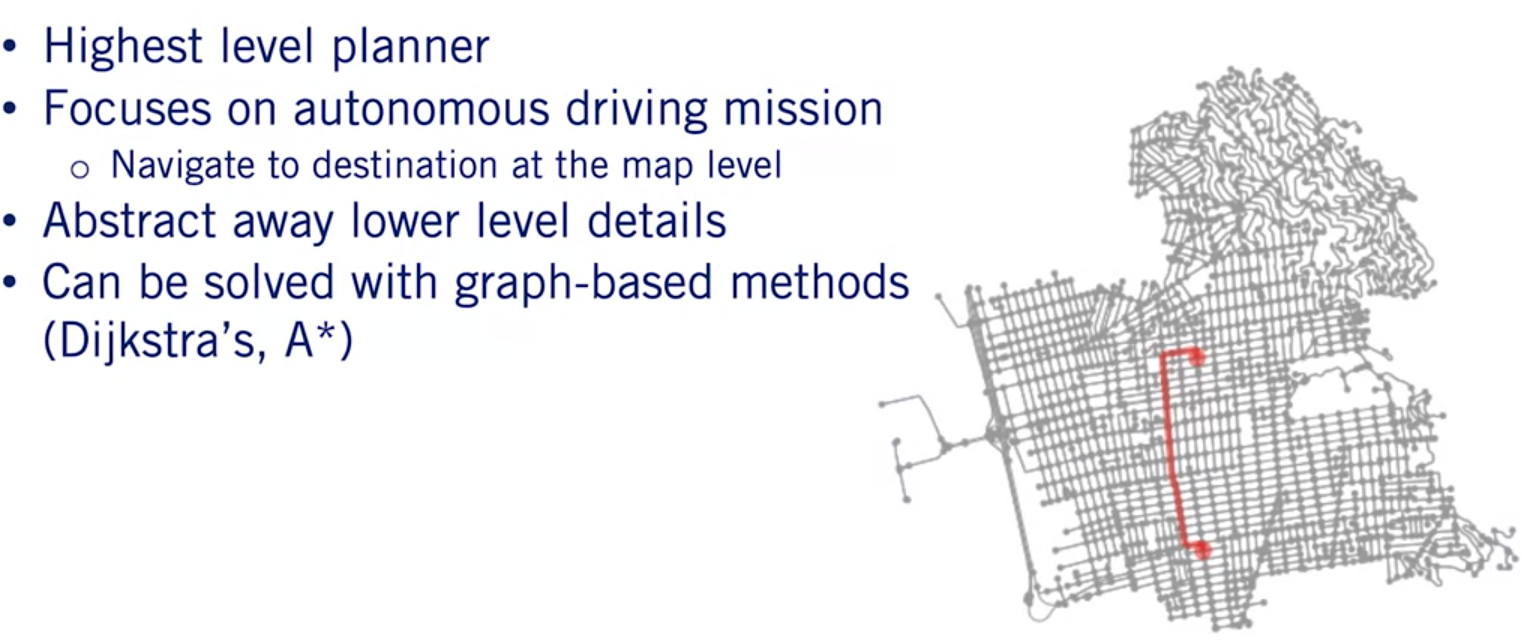 • Highest level planner
• Focuses on autonomous driving mission
o Navigate to destination at the map level
• Abstract away lower level details
• Can be solved with graph-based methods
(Dijkstra’s, A*)